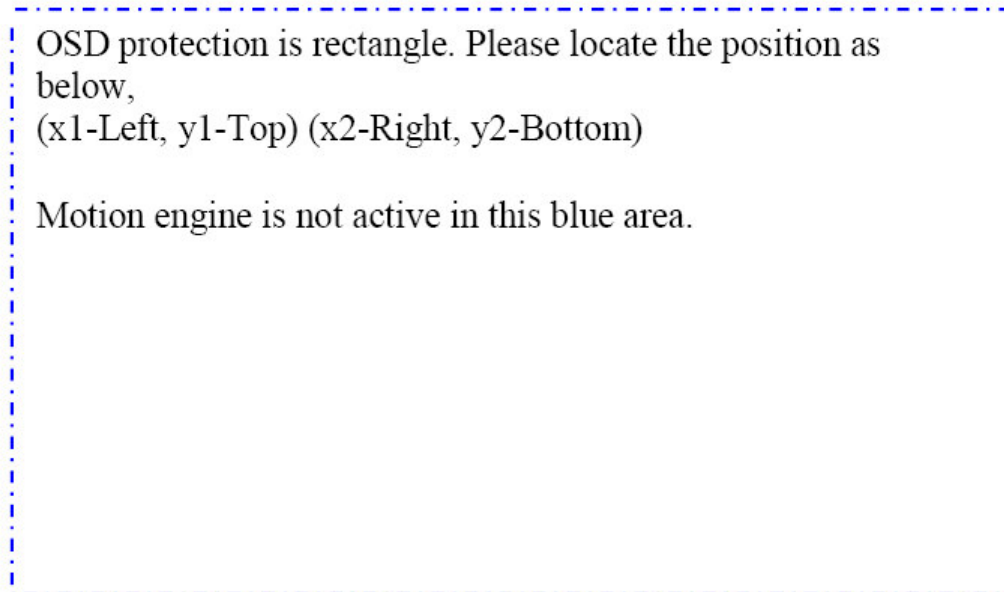 OSD protection is rectangle. Please locate the position as
below,
(x1-Left, y1-Top) (x2-Right, y2-Bottom)
Motion engine is not active in this blue area.